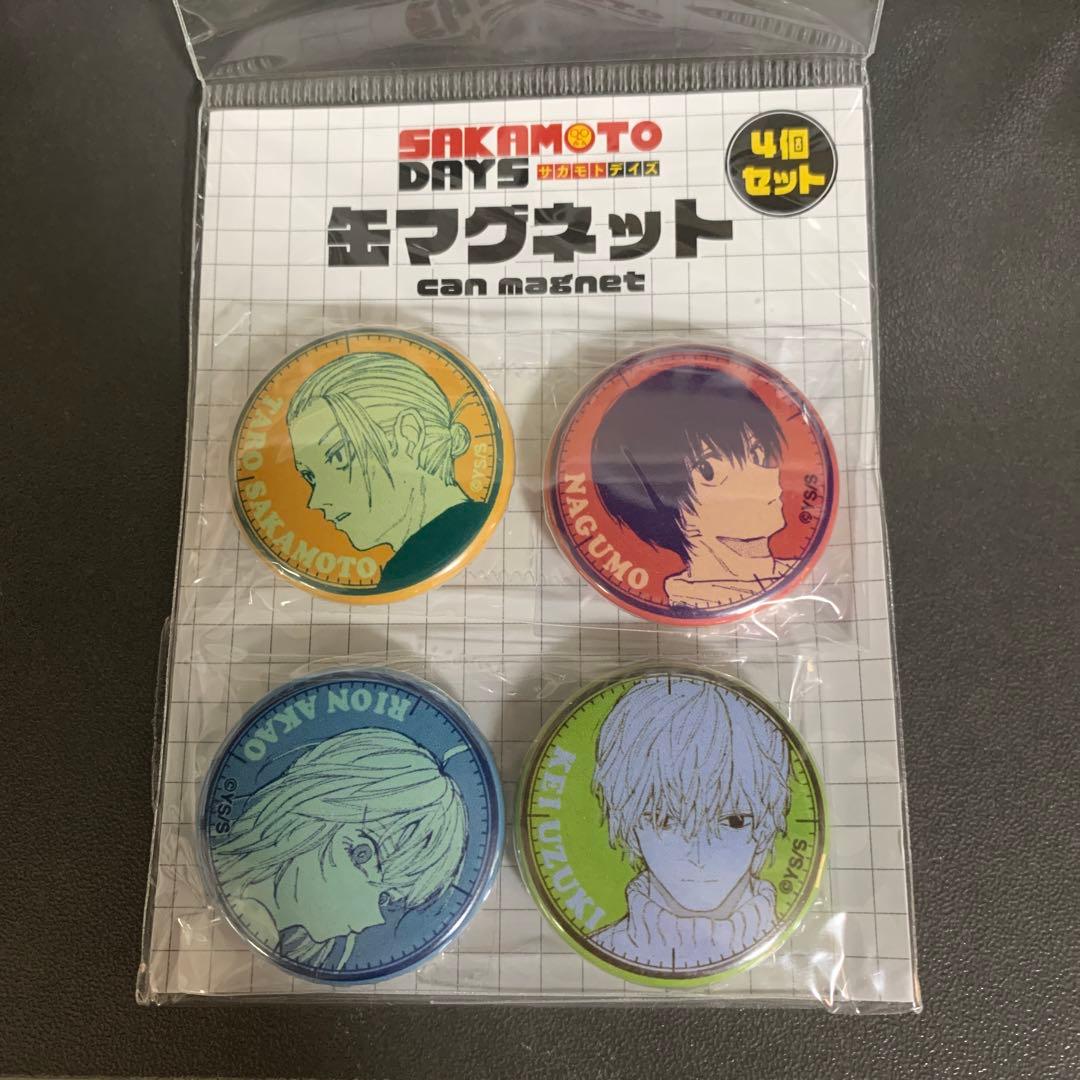 SAKAMOTO
DAYS サカモトデイズ
4個
セット
缶マグネット
can magnet
TARO SAKAMOTO
©YS/S
NAGUMO
©YS/S
RION AKAO
©YS/S
KEI UZUKI
©YS/S